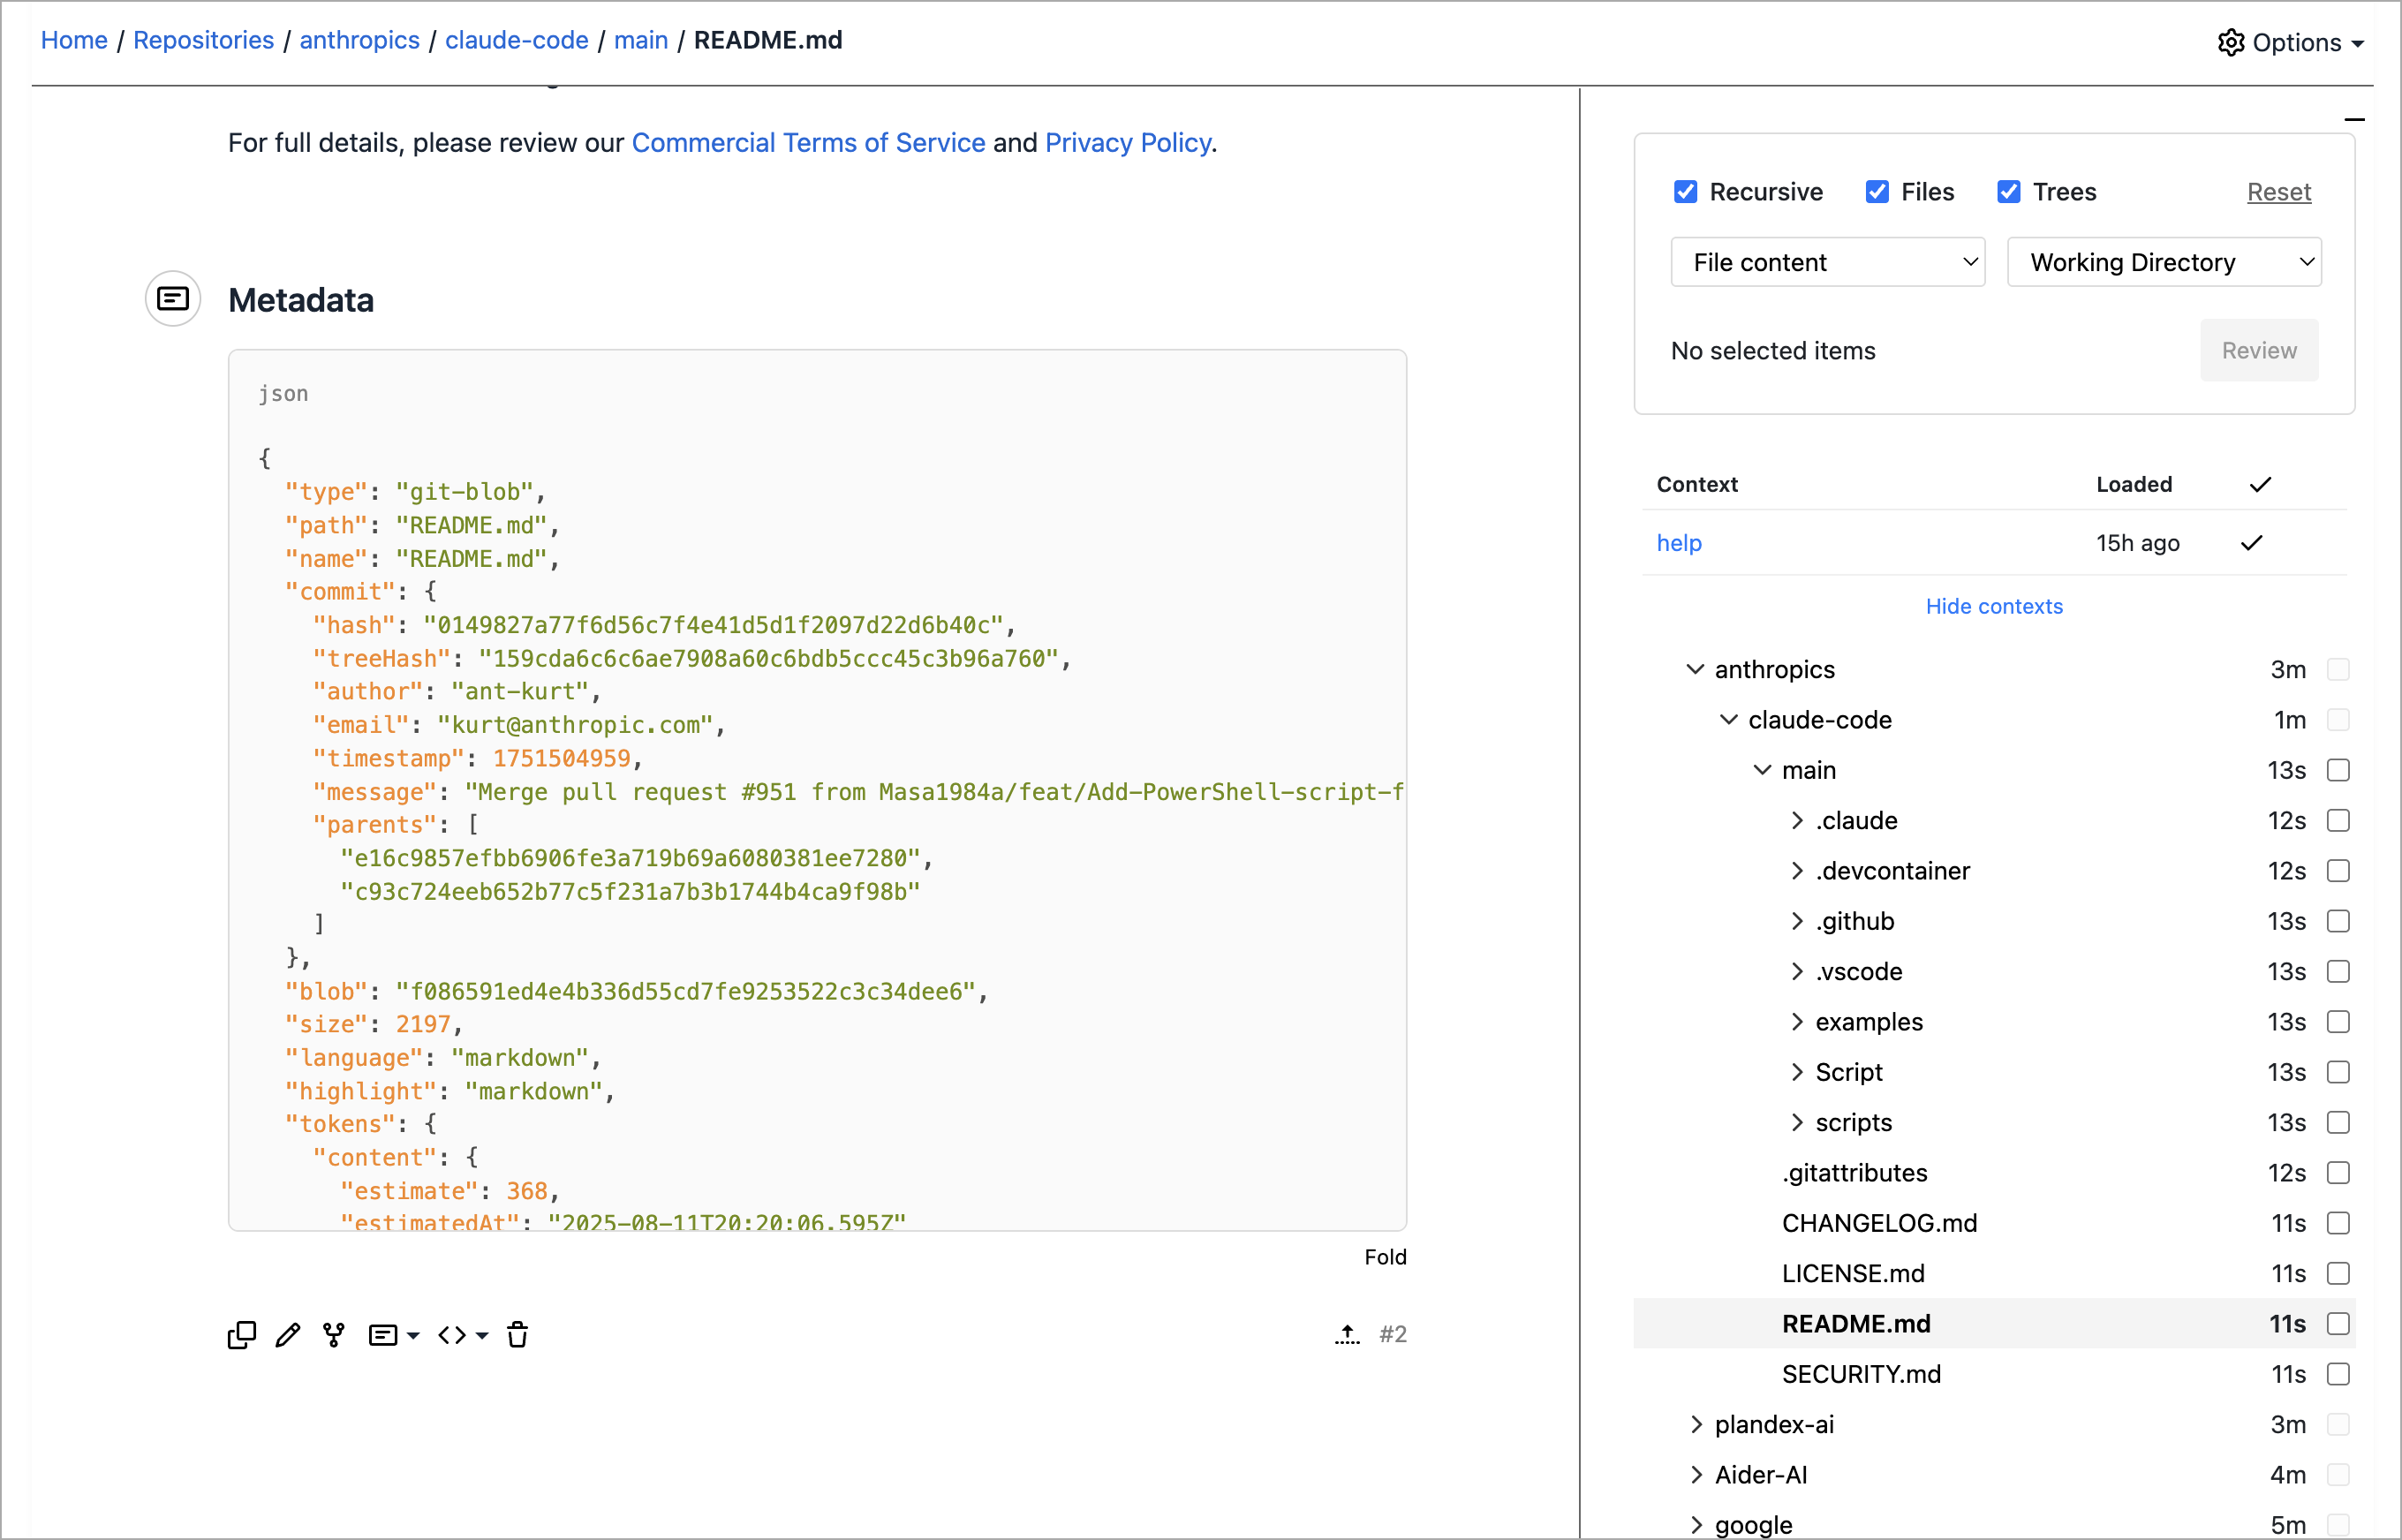 Home / Repositories / anthropics / claude-code / main / README.md
Options
For full details, please review our Commercial Terms of Service and Privacy Policy.
Metadata
json
{
"type": "git-blob",
"path": "README.md",
"name": "README.md",
"commit": {
"hash": "0149827a77f6d56c7f4e41d5d1f2097d22d6b40c",
"treeHash": "159cda6c6c6ae7908a60c6bdb5ccc45c3b96a760",
"author": "ant-kurt",
"email": "kurt@anthropic.com",
"timestamp": 1751504959,
"message": "Merge pull request #951 from Masa1984a/feat/Add-PowerShell-script-f
"parents": [
"e16c9857efbb6906fe3a719b69a6080381ee7280",
"c93c724eeb652b77c5f231a7b3b1744b4ca9f98b"
]
},
"blob": "f086591ed4e4b336d55cd7fe9253522c3c34dee6",
"size": 2197,
"language": "markdown",
"highlight": "markdown",
"tokens": {
"content": {
"estimate": 368,
"estimatedAt": "2025-08-11T20:20:06.595Z"
Fold
#2
Recursive Files Trees Reset
File content Working Directory
No selected items Review
Context Loaded
help 15h ago
Hide contexts
anthropics 3m
claude-code 1m
main 13s
.claude 12s
.devcontainer 12s
.github 13s
.vscode 13s
examples 13s
Script 13s
scripts 13s
.gitattributes 12s
CHANGELOG.md 11s
LICENSE.md 11s
README.md 11s
SECURITY.md 11s
plandex-ai 3m
Aider-AI 4m
google 5m